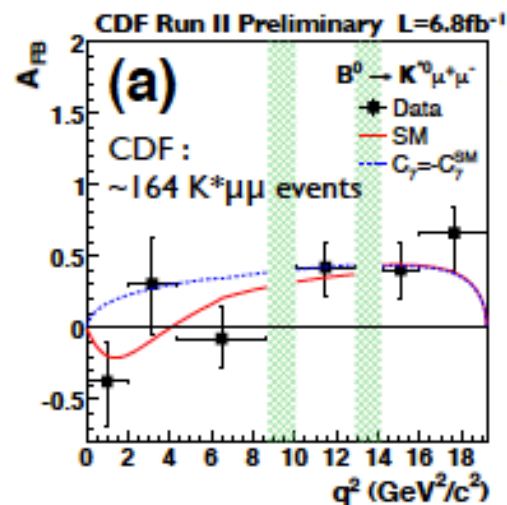 CDF Run II Preliminary L=6.8fb⁻¹
A_FB
2
1.5
1
0.5
0
-0.5
(a)
CDF :
~164 K*μμ events
B⁰ → K*⁰μ⁺μ⁻
Data
SM
C₇=-C₇^SM
0 2 4 6 8 10 12 14 16 18
q² (GeV²/c²)